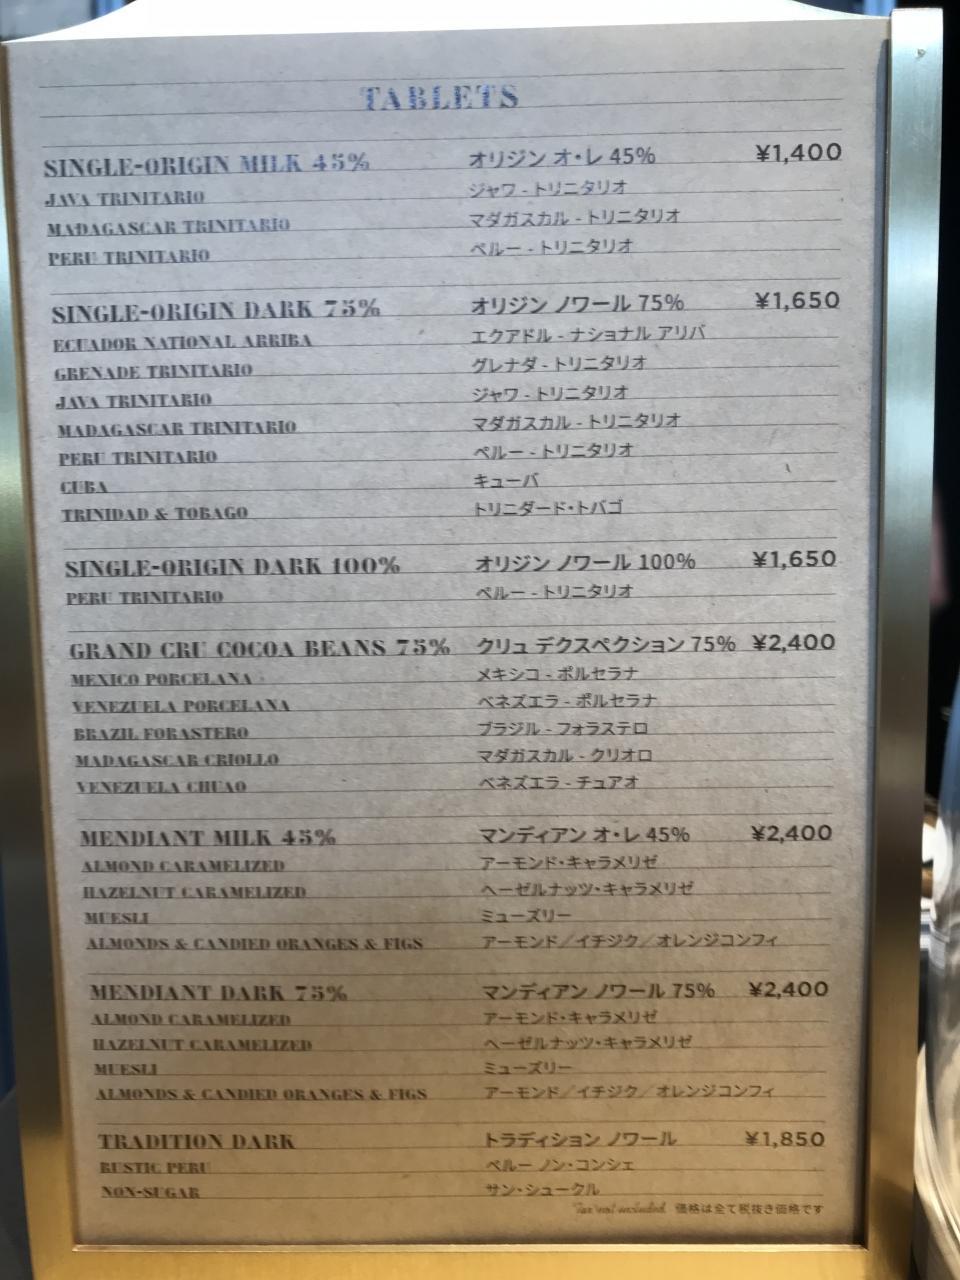 TABLETS
SINGLE-ORIGIN MILK 45% オリジン オ・レ 45% ¥1,400
JAVA TRINITARIO ジャワ - トリニタリオ
MADAGASCAR TRINITARIO マダガスカル - トリニタリオ
PERU TRINITARIO ペルー - トリニタリオ
SINGLE-ORIGIN DARK 75% オリジン ノワール 75% ¥1,650
ECUADOR NATIONAL ARRIBA エクアドル - ナショナル アリバ
GRENADE TRINITARIO グレナダ - トリニタリオ
JAVA TRINITARIO ジャワ - トリニタリオ
MADAGASCAR TRINITARIO マダガスカル - トリニタリオ
PERU TRINITARIO ペルー - トリニタリオ
CUBA キューバ
TRINIDAD & TOBAGO トリニダード・トバゴ
SINGLE-ORIGIN DARK 100% オリジン ノワール 100% ¥1,650
PERU TRINITARIO ペルー - トリニタリオ
GRAND CRU COCOA BEANS 75% クリュ デクスペクション 75% ¥2,400
MEXICO PORCELANA メキシコ - ポルセラナ
VENEZUELA PORCELANA ベネズエラ - ポルセラナ
BRAZIL FORASTERO ブラジル - フォラステロ
MADAGASCAR CRIOLLO マダガスカル - クリオロ
VENEZUELA CHUAO ベネズエラ - チュアオ
MENDIANT MILK 45% マンディアン オ・レ 45% ¥2,400
ALMOND CARAMELIZED アーモンド・キャラメリゼ
HAZELNUT CARAMELIZED ヘーゼルナッツ・キャラメリゼ
MUESLI ミューズリー
ALMONDS & CANDIED ORANGES & FIGS アーモンド／イチジク／オレンジコンフィ
MENDIANT DARK 75% マンディアン ノワール 75% ¥2,400
ALMOND CARAMELIZED アーモンド・キャラメリゼ
HAZELNUT CARAMELIZED ヘーゼルナッツ・キャラメリゼ
MUESLI ミューズリー
ALMONDS & CANDIED ORANGES & FIGS アーモンド／イチジク／オレンジコンフィ
TRADITION DARK トラディション ノワール ¥1,850
RUSTIC PERU ペルー ノン・コンシェ
NON-SUGAR サン・シュークル
Tax not included. 価格は全て税抜き価格です